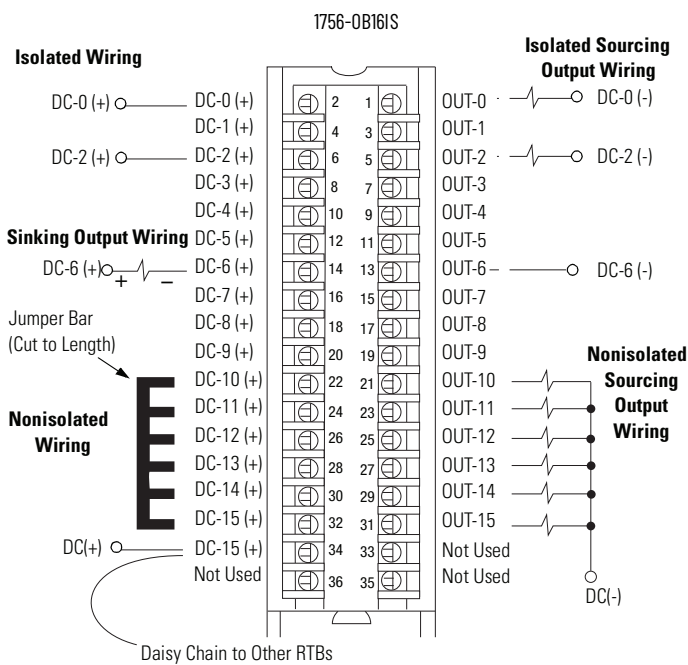 1756-OB16IS
Isolated Wiring
Isolated Sourcing
Output Wiring
DC-0 (+) DC-0 (+) 2 1 OUT-0 DC-0 (-)
DC-1 (+) 4 3 OUT-1
DC-2 (+) DC-2 (+) 6 5 OUT-2 DC-2 (-)
DC-3 (+) 8 7 OUT-3
DC-4 (+) 10 9 OUT-4
Sinking Output Wiring DC-5 (+) 12 11 OUT-5
DC-6 (+) + – DC-6 (+) 14 13 OUT-6 DC-6 (-)
DC-7 (+) 16 15 OUT-7
Jumper Bar
(Cut to Length)
DC-8 (+) 18 17 OUT-8
DC-9 (+) 20 19 OUT-9
Nonisolated
Sourcing
Output
Wiring
DC-10 (+) 22 21 OUT-10
Nonisolated
Wiring
DC-11 (+) 24 23 OUT-11
DC-12 (+) 26 25 OUT-12
DC-13 (+) 28 27 OUT-13
DC-14 (+) 30 29 OUT-14
DC-15 (+) 32 31 OUT-15
DC(+) DC-15 (+) 34 33 Not Used
Not Used 36 35 Not Used
DC(-)
Daisy Chain to Other RTBs